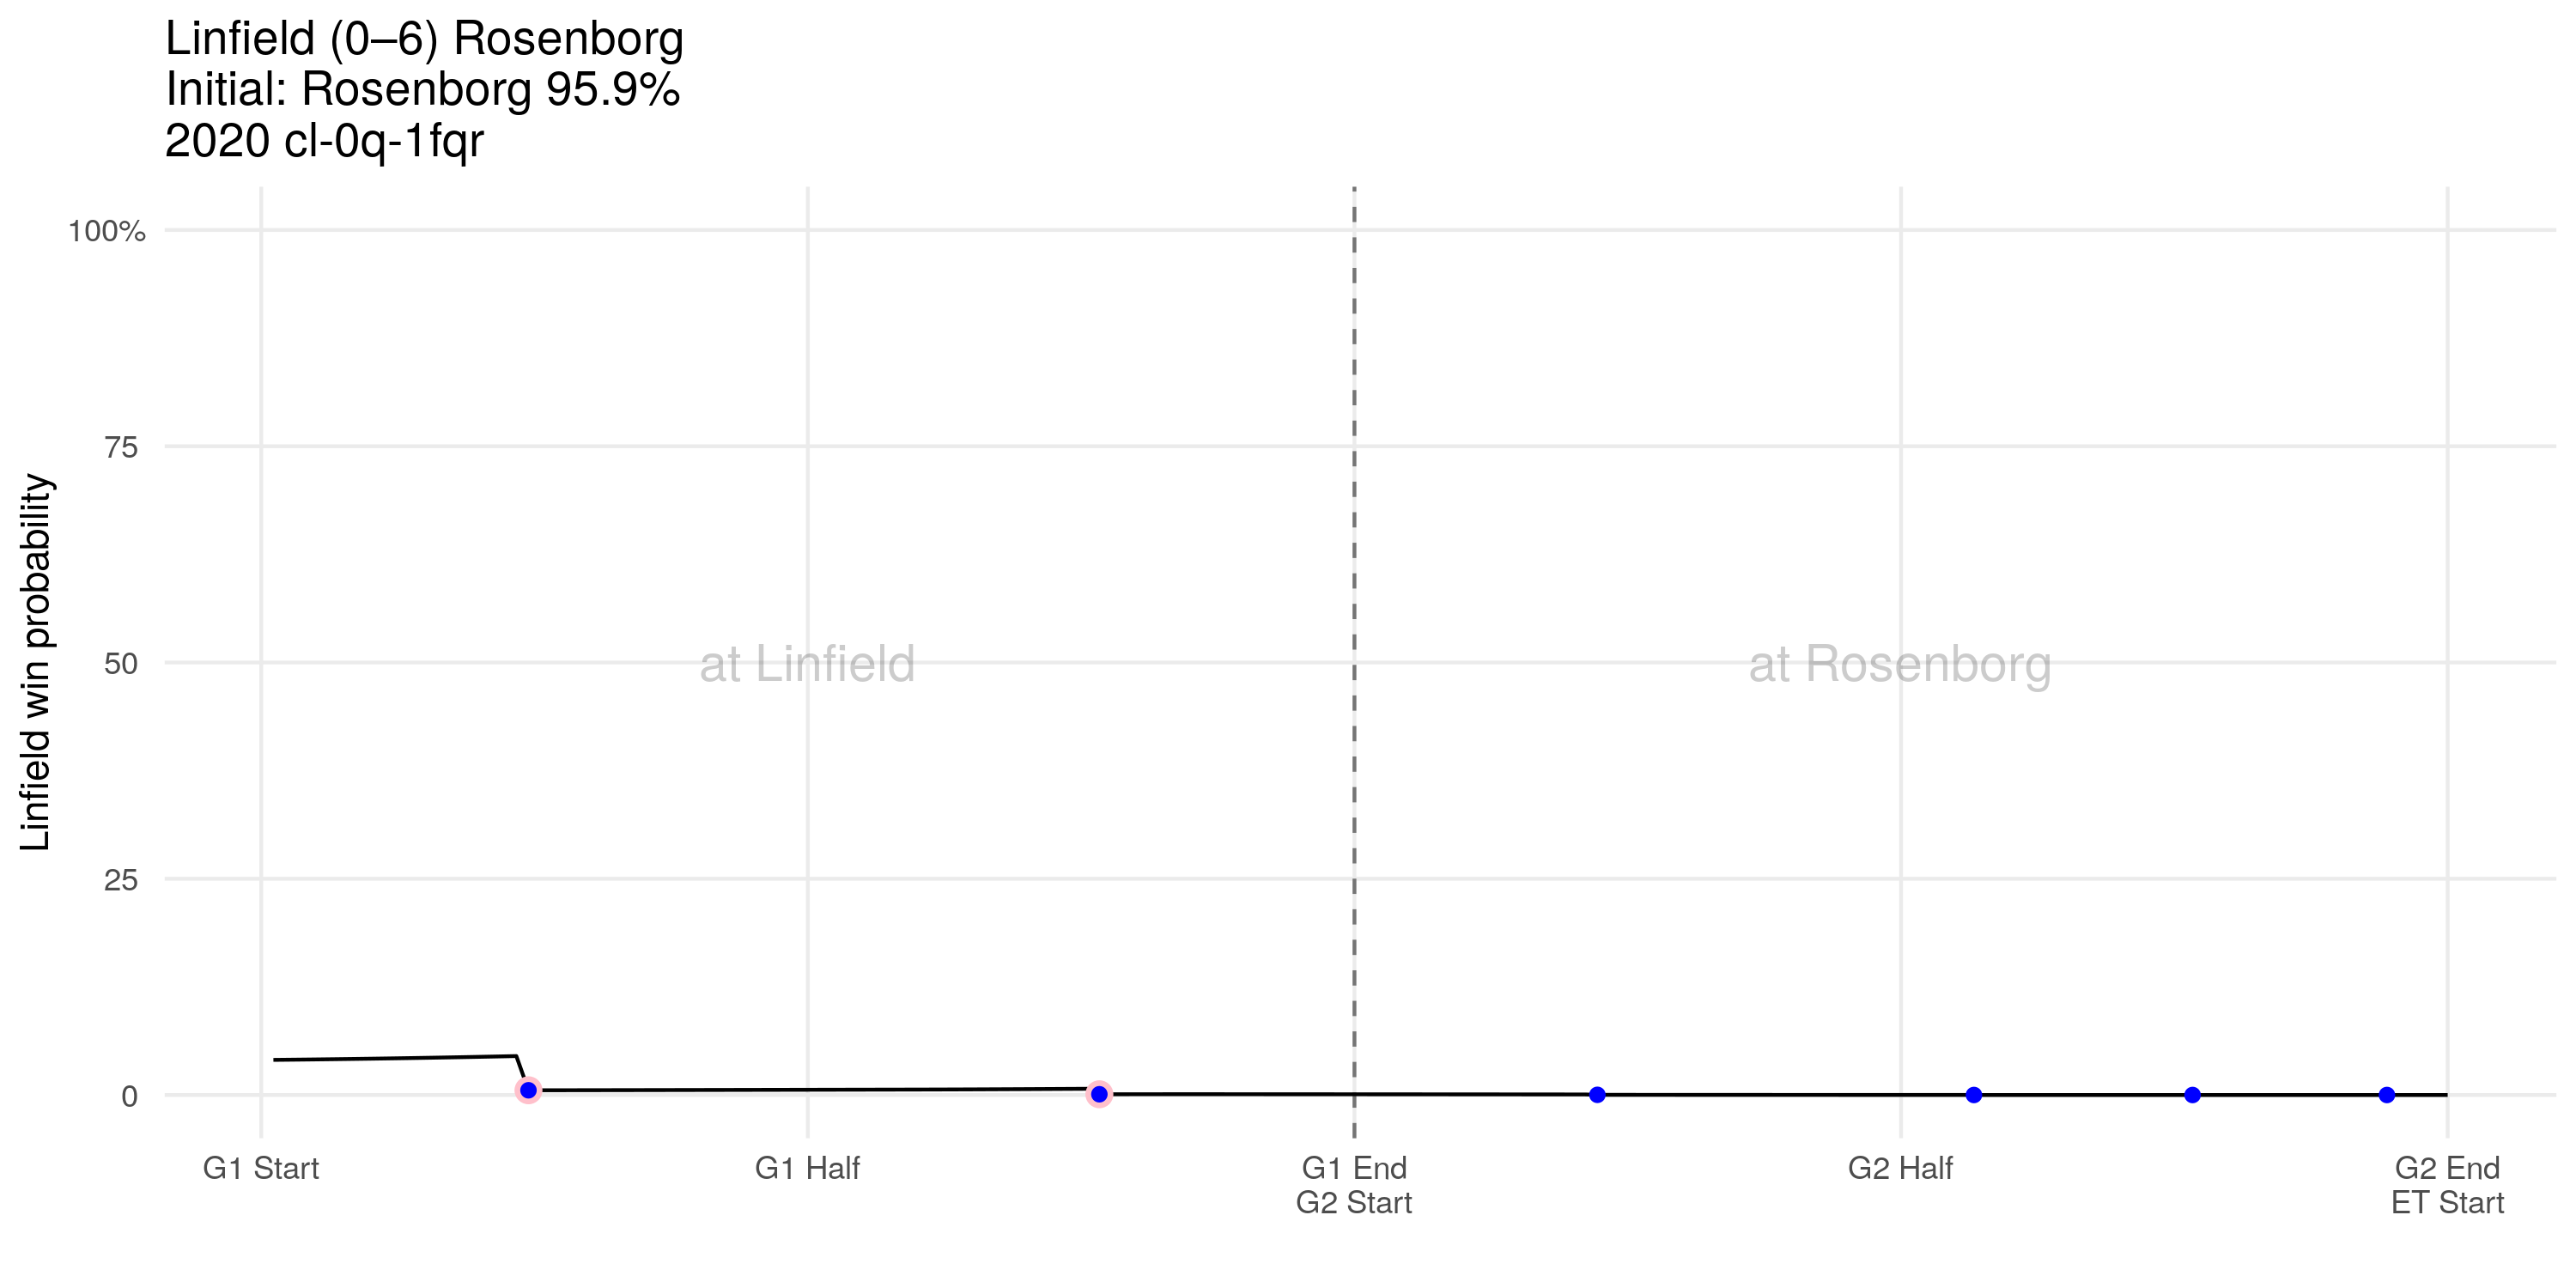 Linfield (0–6) Rosenborg
Initial: Rosenborg 95.9%
2020 cl-0q-1fqr
Linfield win probability
100%
75
50
25
0
at Linfield
at Rosenborg
G1 Start
G1 Half
G1 End
G2 Start
G2 Half
G2 End
ET Start